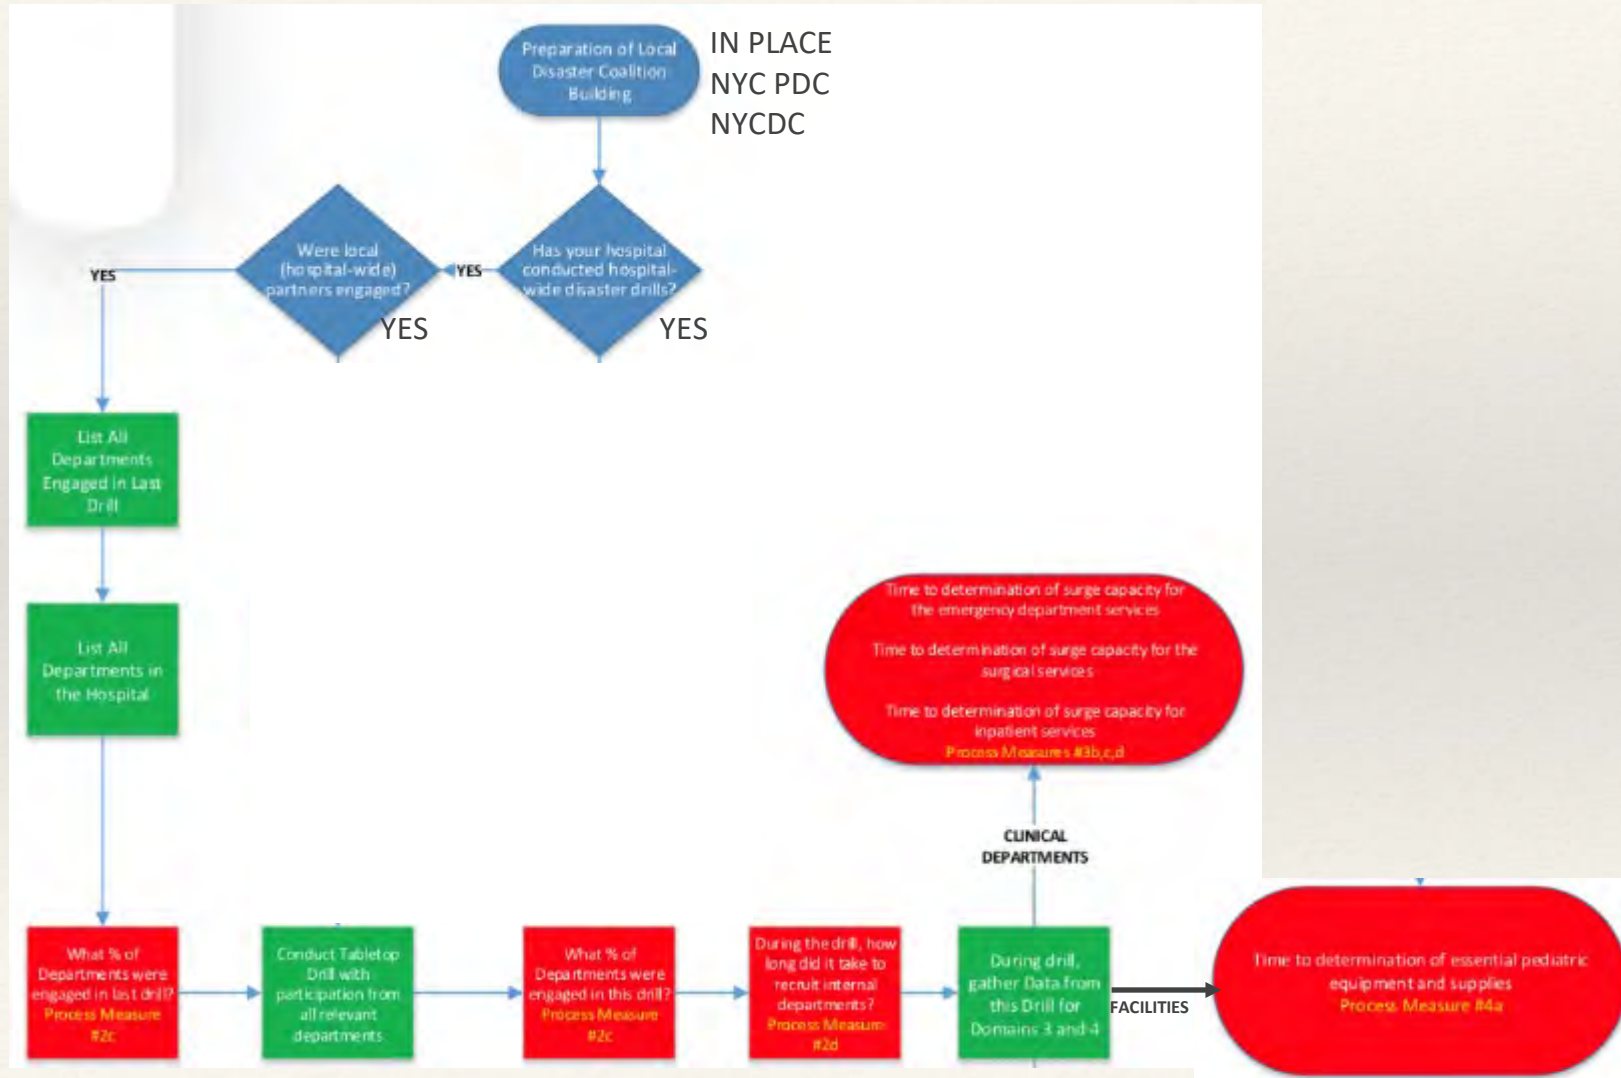 Preparation of Local
Disaster Coalition
Building
IN PLACE
NYC PDC
NYCDC
Has your hospital
conducted hospital-
wide disaster drills?
YES
YES
Were local
(hospital-wide)
partners engaged?
YES
YES
List All
Departments
Engaged in Last
Drill
List All
Departments in
the Hospital
What % of
Departments were
engaged in last drill?
Process Measure
#2c
Conduct Tabletop
Drill with
participation from
all relevant
departments
What % of
Departments were
engaged in this drill?
Process Measure
#2c
During the drill, how
long did it take to
recruit internal
departments?
Process Measure
#2d
During drill,
gather Data from
this Drill for
Domains 3 and 4
CLINICAL
DEPARTMENTS
Time to determination of surge capacity for
the emergency department services
Time to determination of surge capacity for the
surgical services
Time to determination of surge capacity for
inpatient services
Process Measures #3b,c,d
FACILITIES
Time to determination of essential pediatric
equipment and supplies
Process Measure #4a